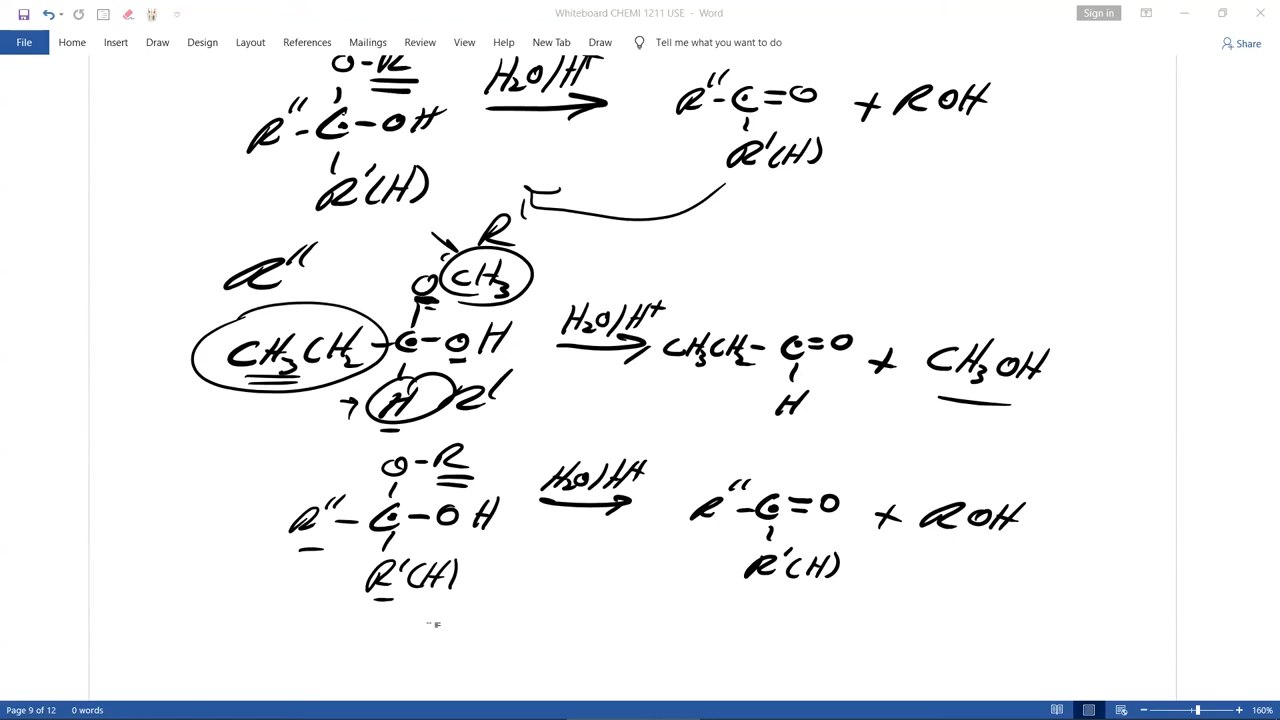 Whiteboard CHEMI 1211 USE - Word
Sign in
File Home Insert Draw Design Layout References Mailings Review View Help New Tab Draw Tell me what you want to do Share
O-R
H2O/H+
R"-C-OH R"-C=O + ROH
R'(H) R'(H)
R
R"
O CH3
H2O/H+
CH3CH2-C-OH CH3CH2-C=O + CH3OH
H R' H
O-R
H2O/H+
R"-C-OH R"-C=O + ROH
R'(H) R'(H)
Page 9 of 12 0 words 160%